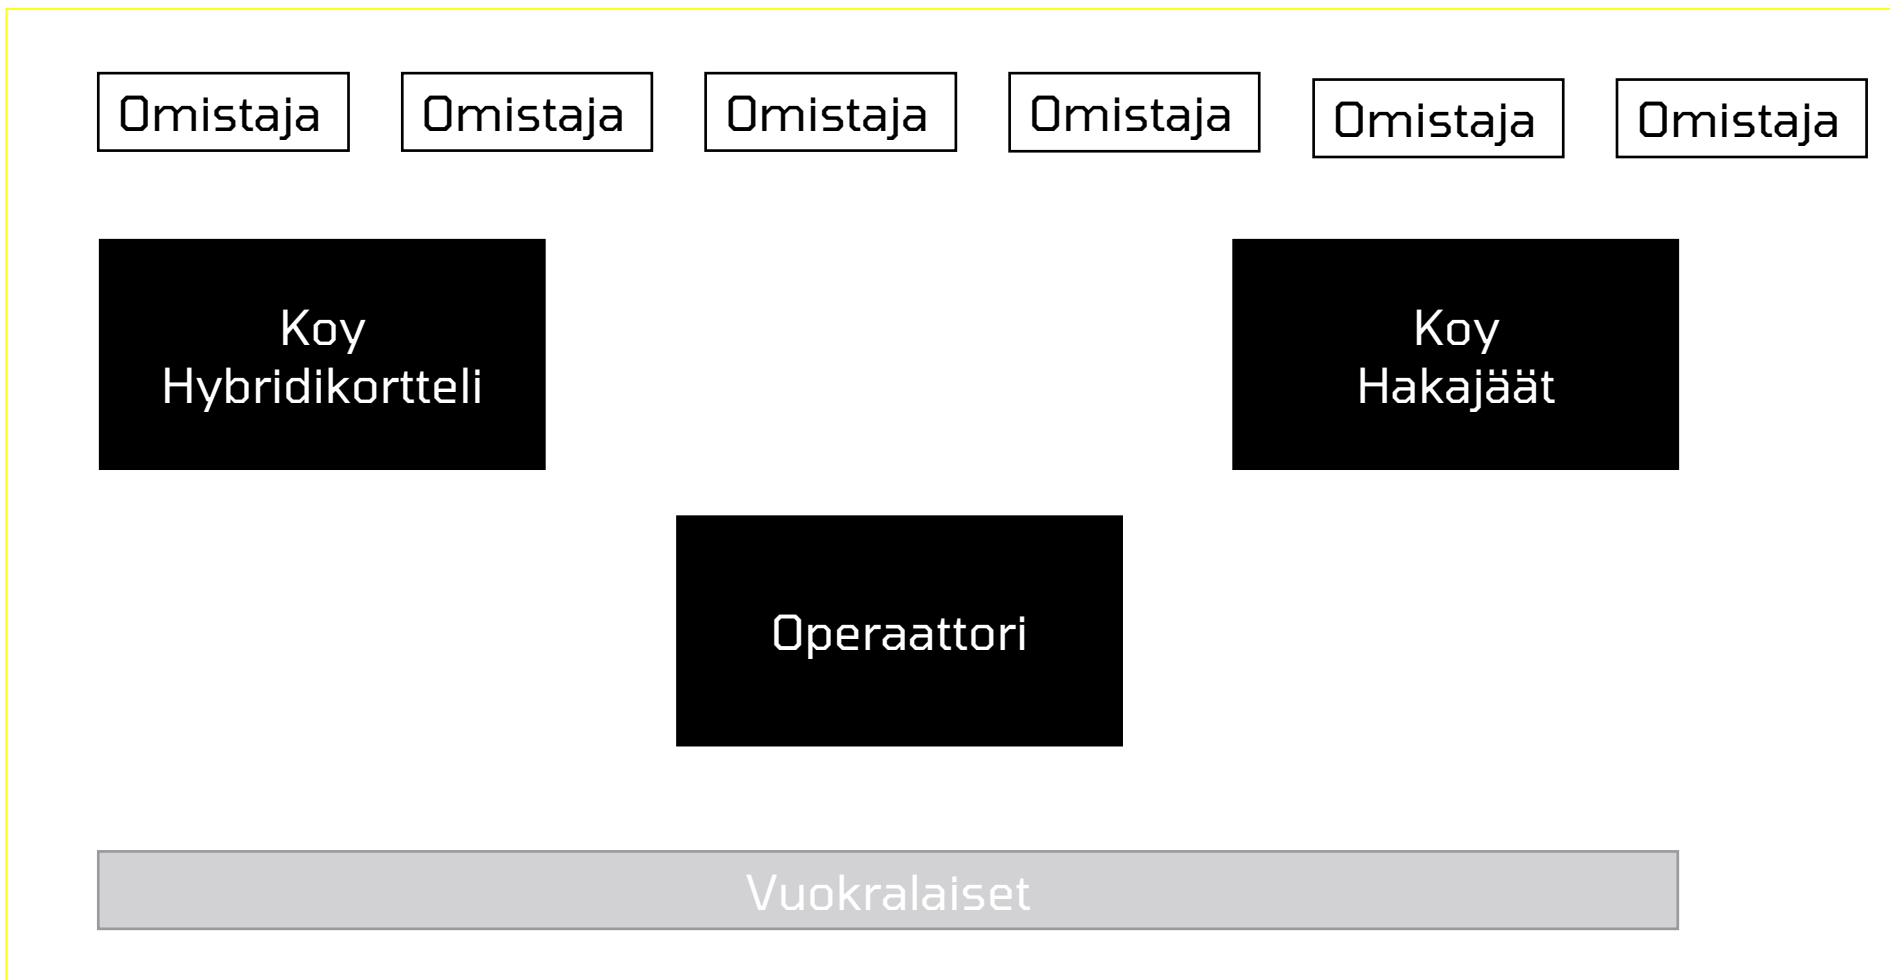 Omistaja Omistaja Omistaja Omistaja Omistaja Omistaja
Koy
Hybridikortteli
Koy
Hakajäät
Operaattori
Vuokralaiset